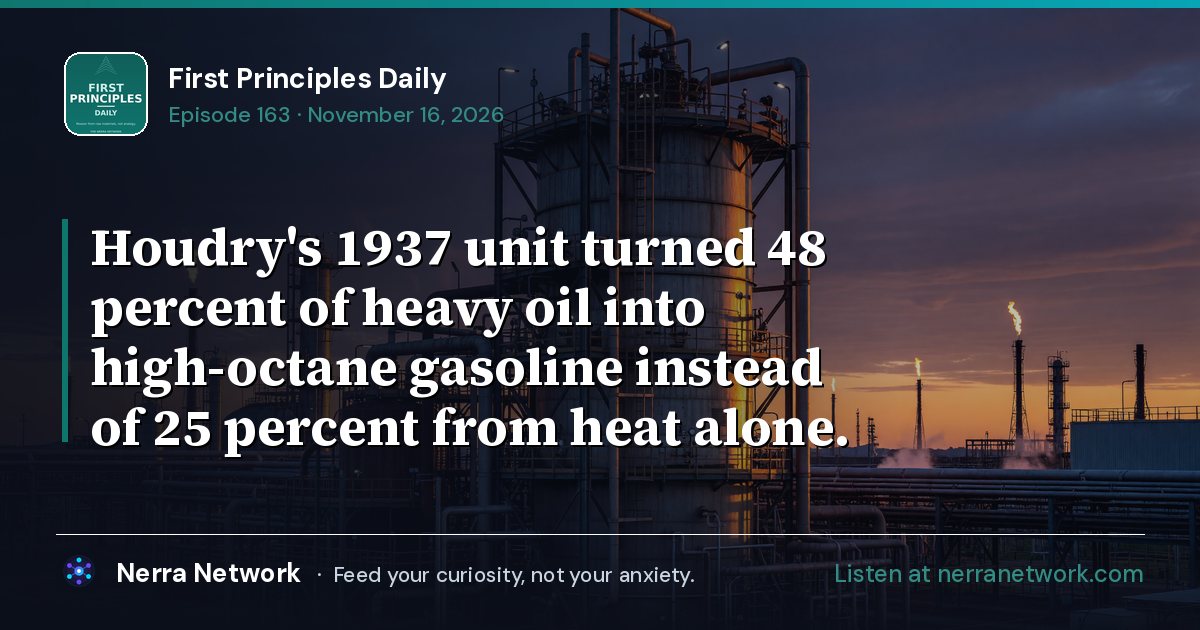 FIRST
PRINCIPLES
DAILY
First Principles Daily
Episode 163 · November 16, 2026
Houdry's 1937 unit turned 48
percent of heavy oil into
high-octane gasoline instead
of 25 percent from heat alone.
Nerra Network · Feed your curiosity, not your anxiety.
Listen at nerranetwork.com